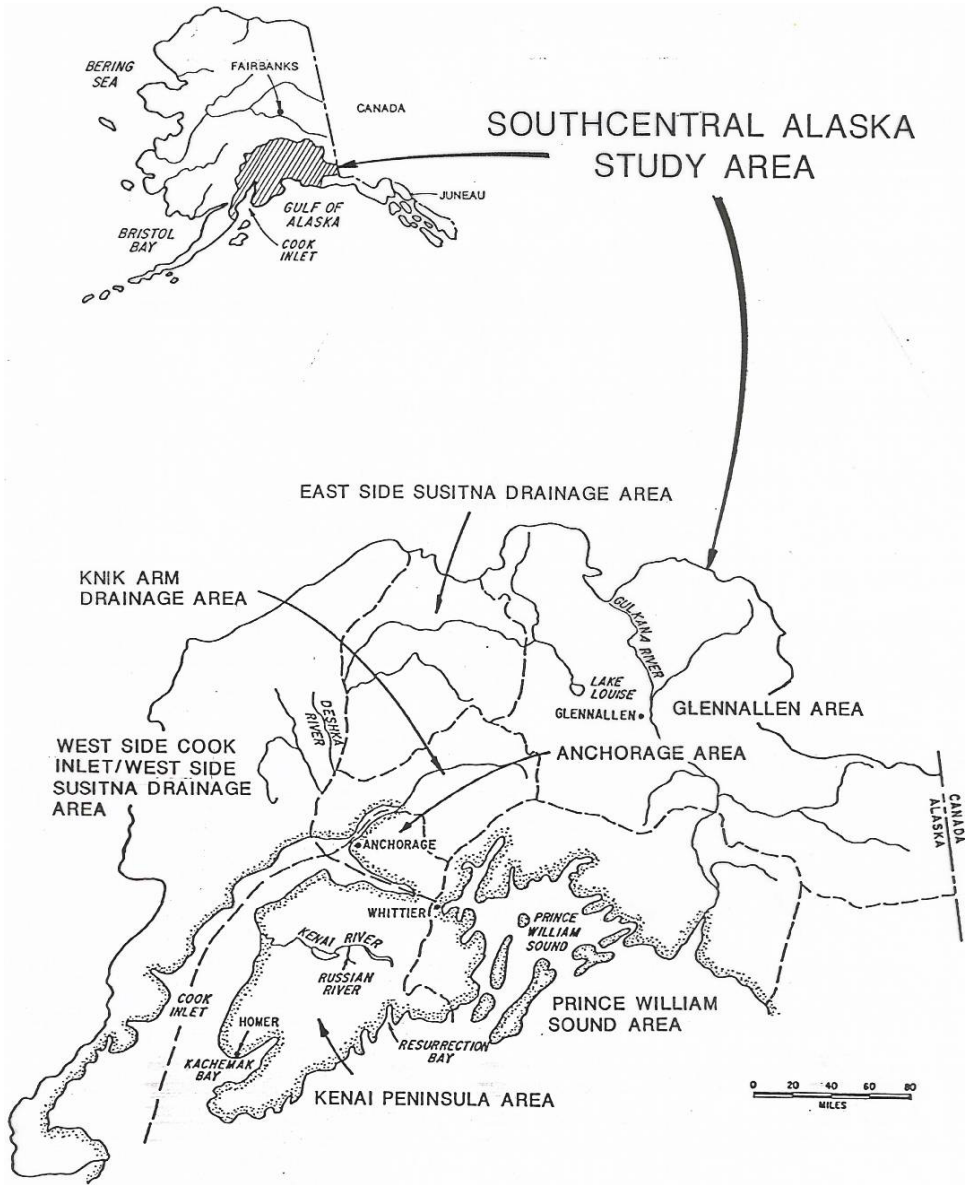 BERING
SEA
FAIRBANKS
CANADA
SOUTHCENTRAL ALASKA
STUDY AREA
JUNEAU
GULF OF
ALASKA
BRISTOL
BAY
COOK
INLET
EAST SIDE SUSITNA DRAINAGE AREA
KNIK ARM
DRAINAGE AREA
GULKANA RIVER
LAKE
LOUISE
GLENNALLEN
GLENNALLEN AREA
DESHKA
RIVER
WEST SIDE COOK
INLET/WEST SIDE
SUSITNA DRAINAGE
AREA
ANCHORAGE AREA
CANADA
ALASKA
ANCHORAGE
WHITTIER
PRINCE
WILLIAM
SOUND
KENAI RIVER
RUSSIAN
RIVER
COOK
INLET
HOMER
PRINCE WILLIAM
SOUND AREA
RESURRECTION
BAY
KACHEMAK
BAY
KENAI PENINSULA AREA
0 20 40 60 80
MILES